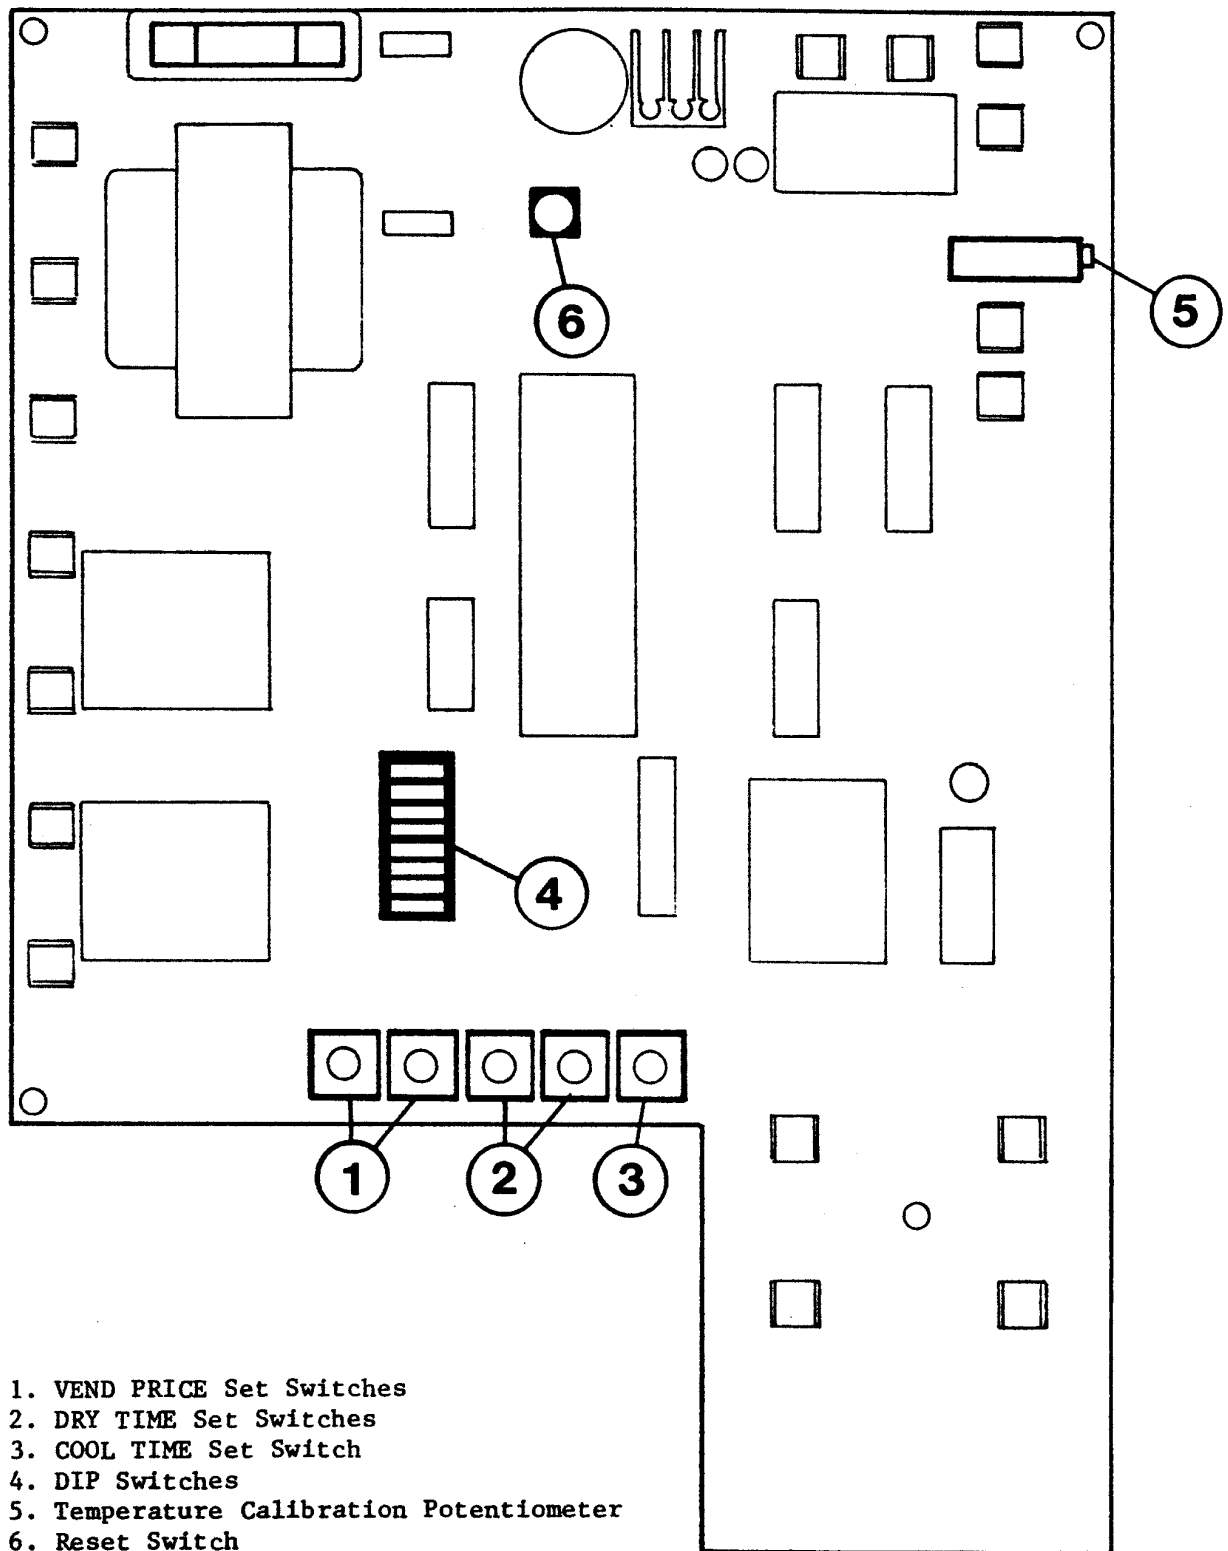 6
5
4
1
2
3
1. VEND PRICE Set Switches
2. DRY TIME Set Switches
3. COOL TIME Set Switch
4. DIP Switches
5. Temperature Calibration Potentiometer
6. Reset Switch